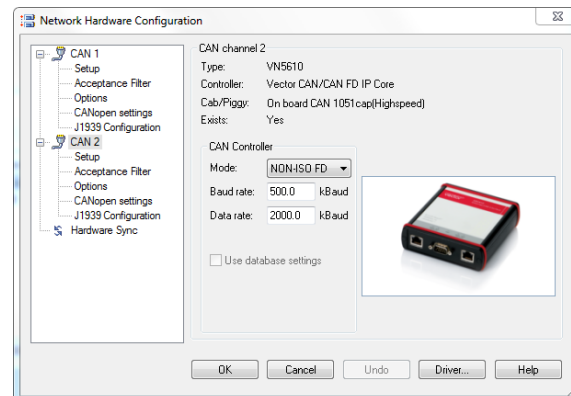 Network Hardware Configuration
CAN 1
Setup
Acceptance Filter
Options
CANopen settings
J1939 Configuration
CAN 2
Setup
Acceptance Filter
Options
CANopen settings
J1939 Configuration
Hardware Sync
CAN channel 2
Type: VN5610
Controller: Vector CAN/CAN FD IP Core
Cab/Piggy: On board CAN 1051cap(Highspeed)
Exists: Yes
CAN Controller
Mode: NON-ISO FD
Baud rate: 500.0 kBaud
Data rate: 2000.0 kBaud
Use database settings
OK Cancel Undo Driver... Help